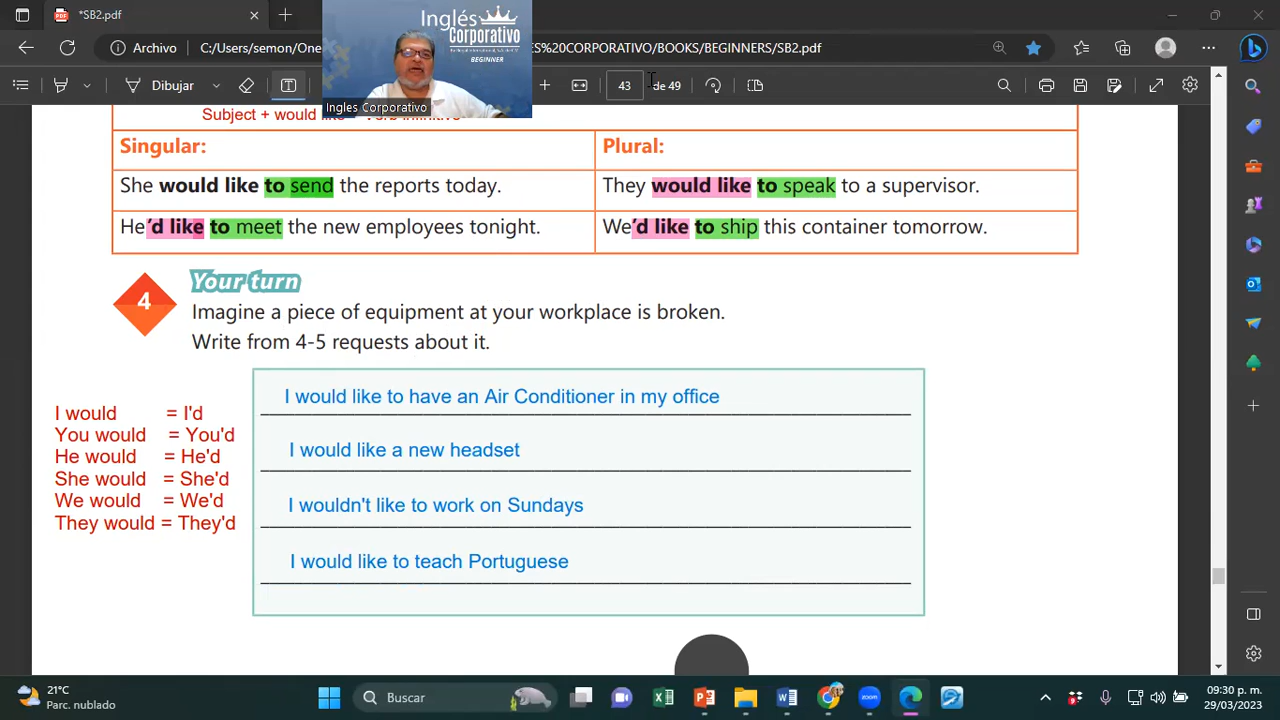 *SB2.pdf
Archivo
C:/Users/semon/One
ES%20CORPORATIVO/BOOKS/BEGINNERS/SB2.pdf
Inglés
Corporativo
BEGINNER
Ingles Corporativo
Dibujar
43
de 49
Subject + would like
Singular:
Plural:
She would like to send the reports today.
They would like to speak to a supervisor.
He'd like to meet the new employees tonight.
We'd like to ship this container tomorrow.
4
Your turn
Imagine a piece of equipment at your workplace is broken.
Write from 4-5 requests about it.
I would like to have an Air Conditioner in my office
I would like a new headset
I wouldn't like to work on Sundays
I would like to teach Portuguese
I would = I'd
You would = You'd
He would = He'd
She would = She'd
We would = We'd
They would = They'd
21°C
Parc. nublado
Buscar
09:30 p. m.
29/03/2023